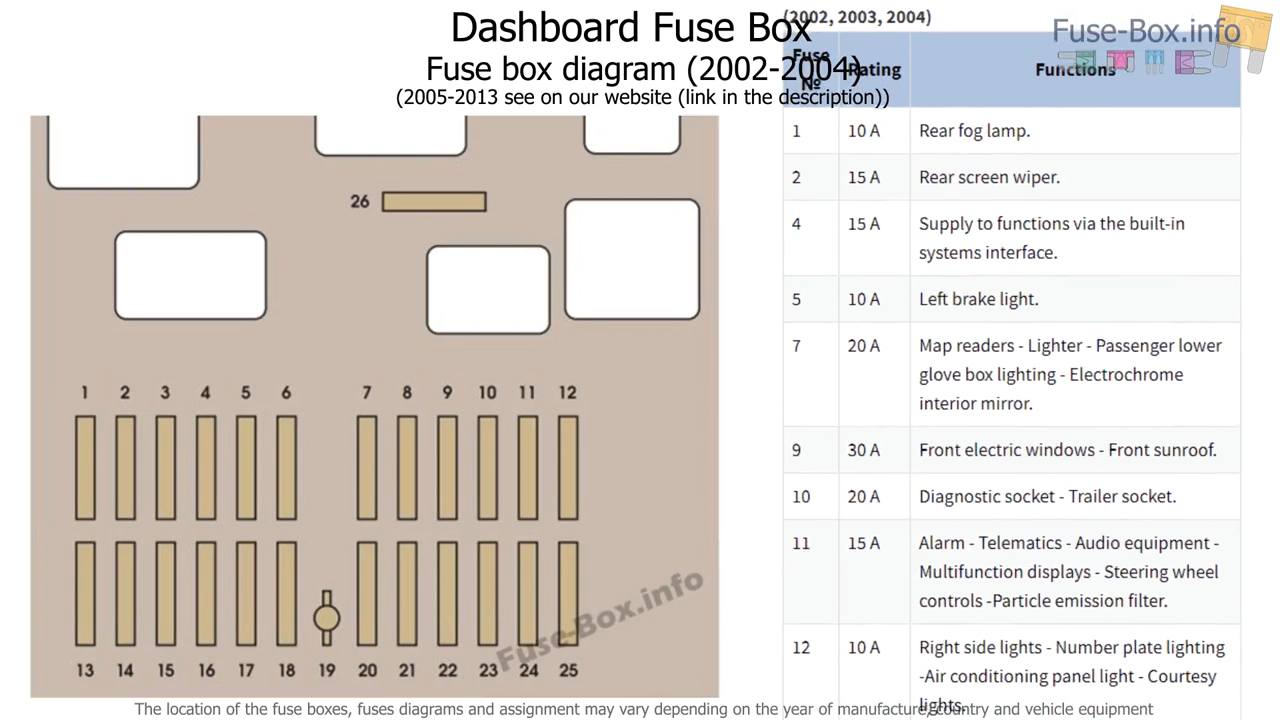 Dashboard Fuse Box
Fuse box diagram (2002-2004)
(2005-2013 see on our website (link in the description))
(2002, 2003, 2004)
Fuse-Box.info
26
1 2 3 4 5 6 7 8 9 10 11 12
13 14 15 16 17 18 19 20 21 22 23 24 25
Fuse-Box.info
Fuse
№ Rating Functions
1 10 A Rear fog lamp.
2 15 A Rear screen wiper.
4 15 A Supply to functions via the built-in
systems interface.
5 10 A Left brake light.
7 20 A Map readers - Lighter - Passenger lower
glove box lighting - Electrochrome
interior mirror.
9 30 A Front electric windows - Front sunroof.
10 20 A Diagnostic socket - Trailer socket.
11 15 A Alarm - Telematics - Audio equipment -
Multifunction displays - Steering wheel
controls -Particle emission filter.
12 10 A Right side lights - Number plate lighting
-Air conditioning panel light - Courtesy
lights.
The location of the fuse boxes, fuses diagrams and assignment may vary depending on the year of manufacture, country and vehicle equipment